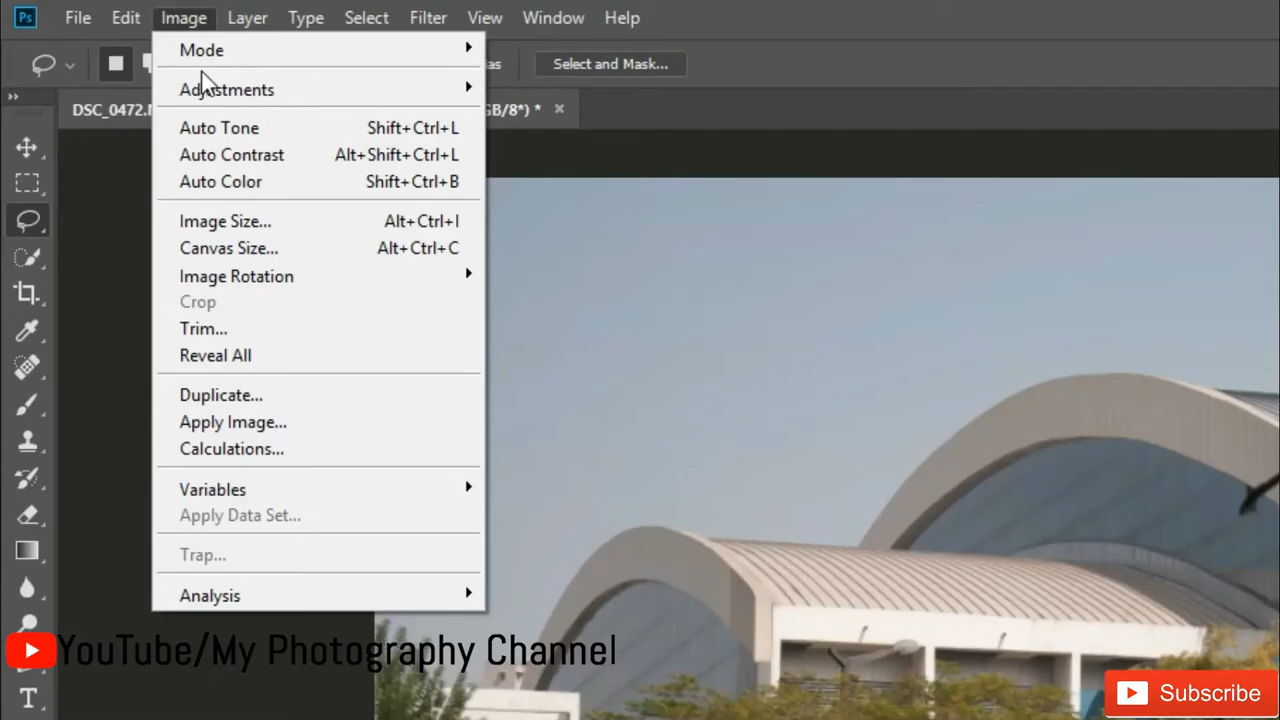 Ps File Edit Image Layer Type Select Filter View Window Help
Select and Mask...
DSC_0472. GB/8*) * ×
Mode
Adjustments
Auto Tone Shift+Ctrl+L
Auto Contrast Alt+Shift+Ctrl+L
Auto Color Shift+Ctrl+B
Image Size... Alt+Ctrl+I
Canvas Size... Alt+Ctrl+C
Image Rotation
Crop
Trim...
Reveal All
Duplicate...
Apply Image...
Calculations...
Variables
Apply Data Set...
Trap...
Analysis
YouTube/My Photography Channel
T
Subscribe